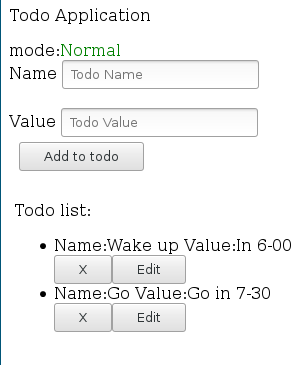 Todo Application
mode:Normal
Name Todo Name
Value Todo Value
Add to todo
Todo list:
Name:Wake up Value:In 6-00
X Edit
Name:Go Value:Go in 7-30
X Edit